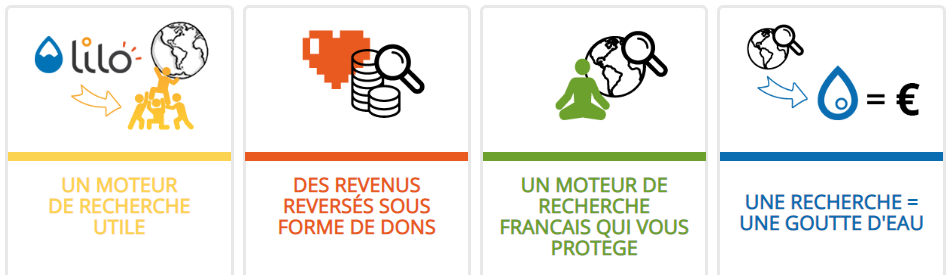 lilo
UN MOTEUR
DE RECHERCHE
UTILE
DES REVENUS
REVERSÉS SOUS
FORME DE DONS
UN MOTEUR DE
RECHERCHE
FRANCAIS QUI VOUS
PROTÈGE
= €
UNE RECHERCHE =
UNE GOUTTE D'EAU